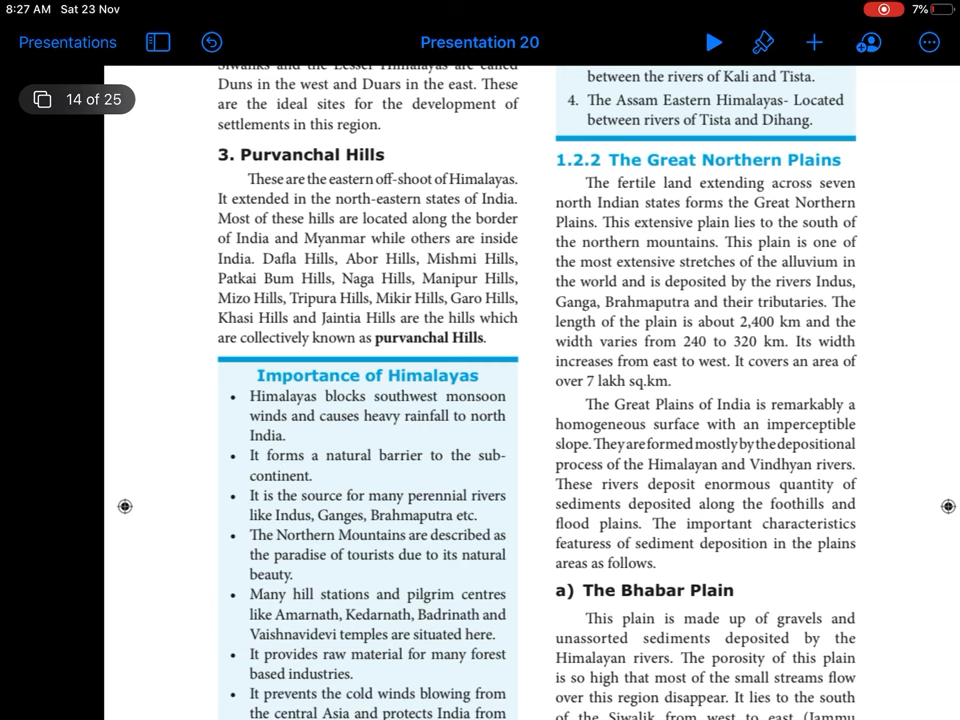 8:27 AM Sat 23 Nov
7%
Presentations
Presentation 20
14 of 25
Siwaliks and the Lesser Himalayas are called
Duns in the west and Duars in the east. These
are the ideal sites for the development of
settlements in this region.
3. Purvanchal Hills
These are the eastern off-shoot of Himalayas.
It extended in the north-eastern states of India.
Most of these hills are located along the border
of India and Myanmar while others are inside
India. Dafla Hills, Abor Hills, Mishmi Hills,
Patkai Bum Hills, Naga Hills, Manipur Hills,
Mizo Hills, Tripura Hills, Mikir Hills, Garo Hills,
Khasi Hills and Jaintia Hills are the hills which
are collectively known as purvanchal Hills.
Importance of Himalayas
• Himalayas blocks southwest monsoon
winds and causes heavy rainfall to north
India.
• It forms a natural barrier to the sub-
continent.
• It is the source for many perennial rivers
like Indus, Ganges, Brahmaputra etc.
• The Northern Mountains are described as
the paradise of tourists due to its natural
beauty.
• Many hill stations and pilgrim centres
like Amarnath, Kedarnath, Badrinath and
Vaishnavidevi temples are situated here.
• It provides raw material for many forest
based industries.
• It prevents the cold winds blowing from
the central Asia and protects India from
between the rivers of Kali and Tista.
4. The Assam Eastern Himalayas- Located
between rivers of Tista and Dihang.
1.2.2 The Great Northern Plains
The fertile land extending across seven
north Indian states forms the Great Northern
Plains. This extensive plain lies to the south of
the northern mountains. This plain is one of
the most extensive stretches of the alluvium in
the world and is deposited by the rivers Indus,
Ganga, Brahmaputra and their tributaries. The
length of the plain is about 2,400 km and the
width varies from 240 to 320 km. Its width
increases from east to west. It covers an area of
over 7 lakh sq.km.
The Great Plains of India is remarkably a
homogeneous surface with an imperceptible
slope. They are formed mostly by the depositional
process of the Himalayan and Vindhyan rivers.
These rivers deposit enormous quantity of
sediments deposited along the foothills and
flood plains. The important characteristics
featuress of sediment deposition in the plains
areas as follows.
a) The Bhabar Plain
This plain is made up of gravels and
unassorted sediments deposited by the
Himalayan rivers. The porosity of this plain
is so high that most of the small streams flow
over this region disappear. It lies to the south
of the Siwalik from west to east (Jammu